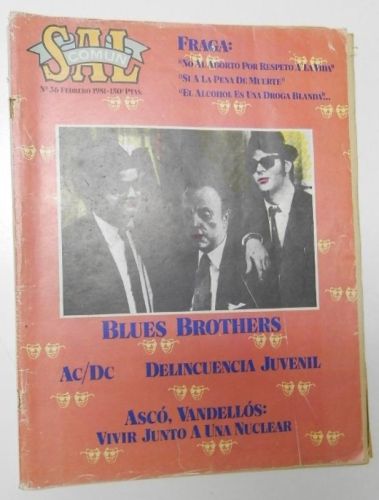 SAL
COMÚN
Nº 36 FEBRERO 1981-150 PTAS.
FRAGA:
"NO AL ABORTO POR RESPETO A LA VIDA"
"SI A LA PENA DE MUERTE"
"EL ALCOHOL ES UNA DROGA BLANDA"...
BLUES BROTHERS
AC/DC DELINCUENCIA JUVENIL
ASCÓ, VANDELLÓS:
VIVIR JUNTO A UNA NUCLEAR